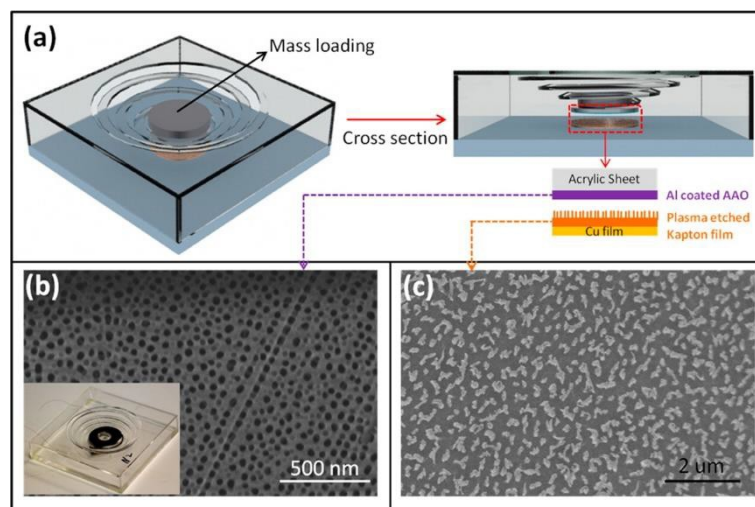 (a)
Mass loading
Cross section
Acrylic Sheet
Al coated AAO
Plasma etched
Cu film
Kapton film
(b)
500 nm
(c)
2 um